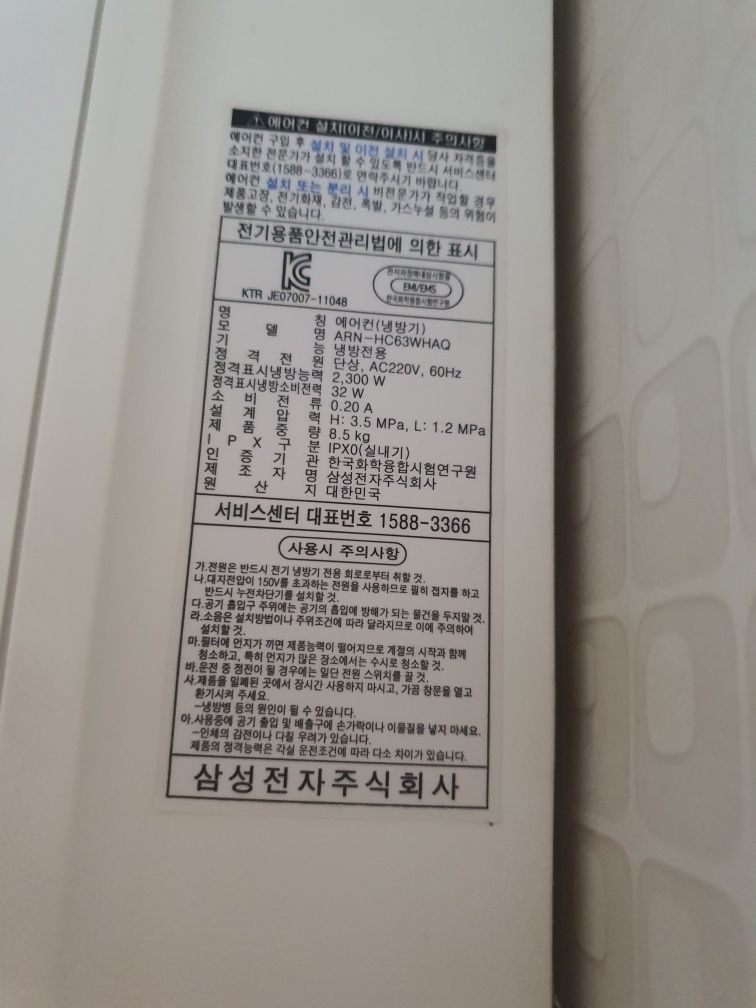 ⚠ 에어컨 설치(이전/이사)시 주의사항
에어컨 구입 후 설치 및 이전 설치 시 당사 자격증을
소지한 전문가가 설치 할 수 있도록 반드시 서비스센터
대표번호(1588-3366)로 연락주시기 바랍니다.
에어컨 설치 또는 분리 시 비전문가가 작업할 경우
제품고장, 전기화재, 감전, 폭발, 가스누설 등의 위험이
발생할 수 있습니다.
전기용품안전관리법에 의한 표시
KTR JE07007-11048
전자파장해내성시험필
EMI/EMS
한국화학융합시험연구원
명 칭 에어컨(냉방기)
모 델 명 ARN-HC63WHAQ
기 능 냉방전용
정 격 전 원 단상, AC220V, 60Hz
정격표시냉방능력 2,300 W
정격표시냉방소비전력 32 W
소 비 전 류 0.20 A
설 계 압 력 H: 3.5 MPa, L: 1.2 MPa
제 품 중 량 8.5 kg
I P X 구 분 IPX0(실내기)
인 증 기 관 한국화학융합시험연구원
제 조 자 명 삼성전자주식회사
원 산 지 대한민국
서비스센터 대표번호 1588-3366
사용시 주의사항
가.전원은 반드시 전기 냉방기 전용 회로로부터 취할 것.
나.대지전압이 150V를 초과하는 전원을 사용하므로 필히 접지를 하고
반드시 누전차단기를 설치할 것.
다.공기 흡입구 주위에는 공기의 흡입에 방해가 되는 물건을 두지말 것.
라.소음은 설치방법이나 주위조건에 따라 달라지므로 이에 주의하여
설치할 것.
마.필터에 먼지가 끼면 제품능력이 떨어지므로 계절의 시작과 함께
청소하고, 특히 먼지가 많은 장소에서는 수시로 청소할 것.
바.운전 중 정전이 될 경우에는 일단 전원 스위치를 끌 것.
사.제품을 밀폐된 곳에서 장시간 사용하지 마시고, 가끔 창문을 열고
환기시켜 주세요.
-냉방병 등의 원인이 될 수 있습니다.
아.사용중에 공기 출입 및 배출구에 손가락이나 이물질을 넣지 마세요.
-인체의 감전이나 다칠 우려가 있습니다.
제품의 정격능력은 각실 운전조건에 따라 다소 차이가 있습니다.
삼성전자주식회사